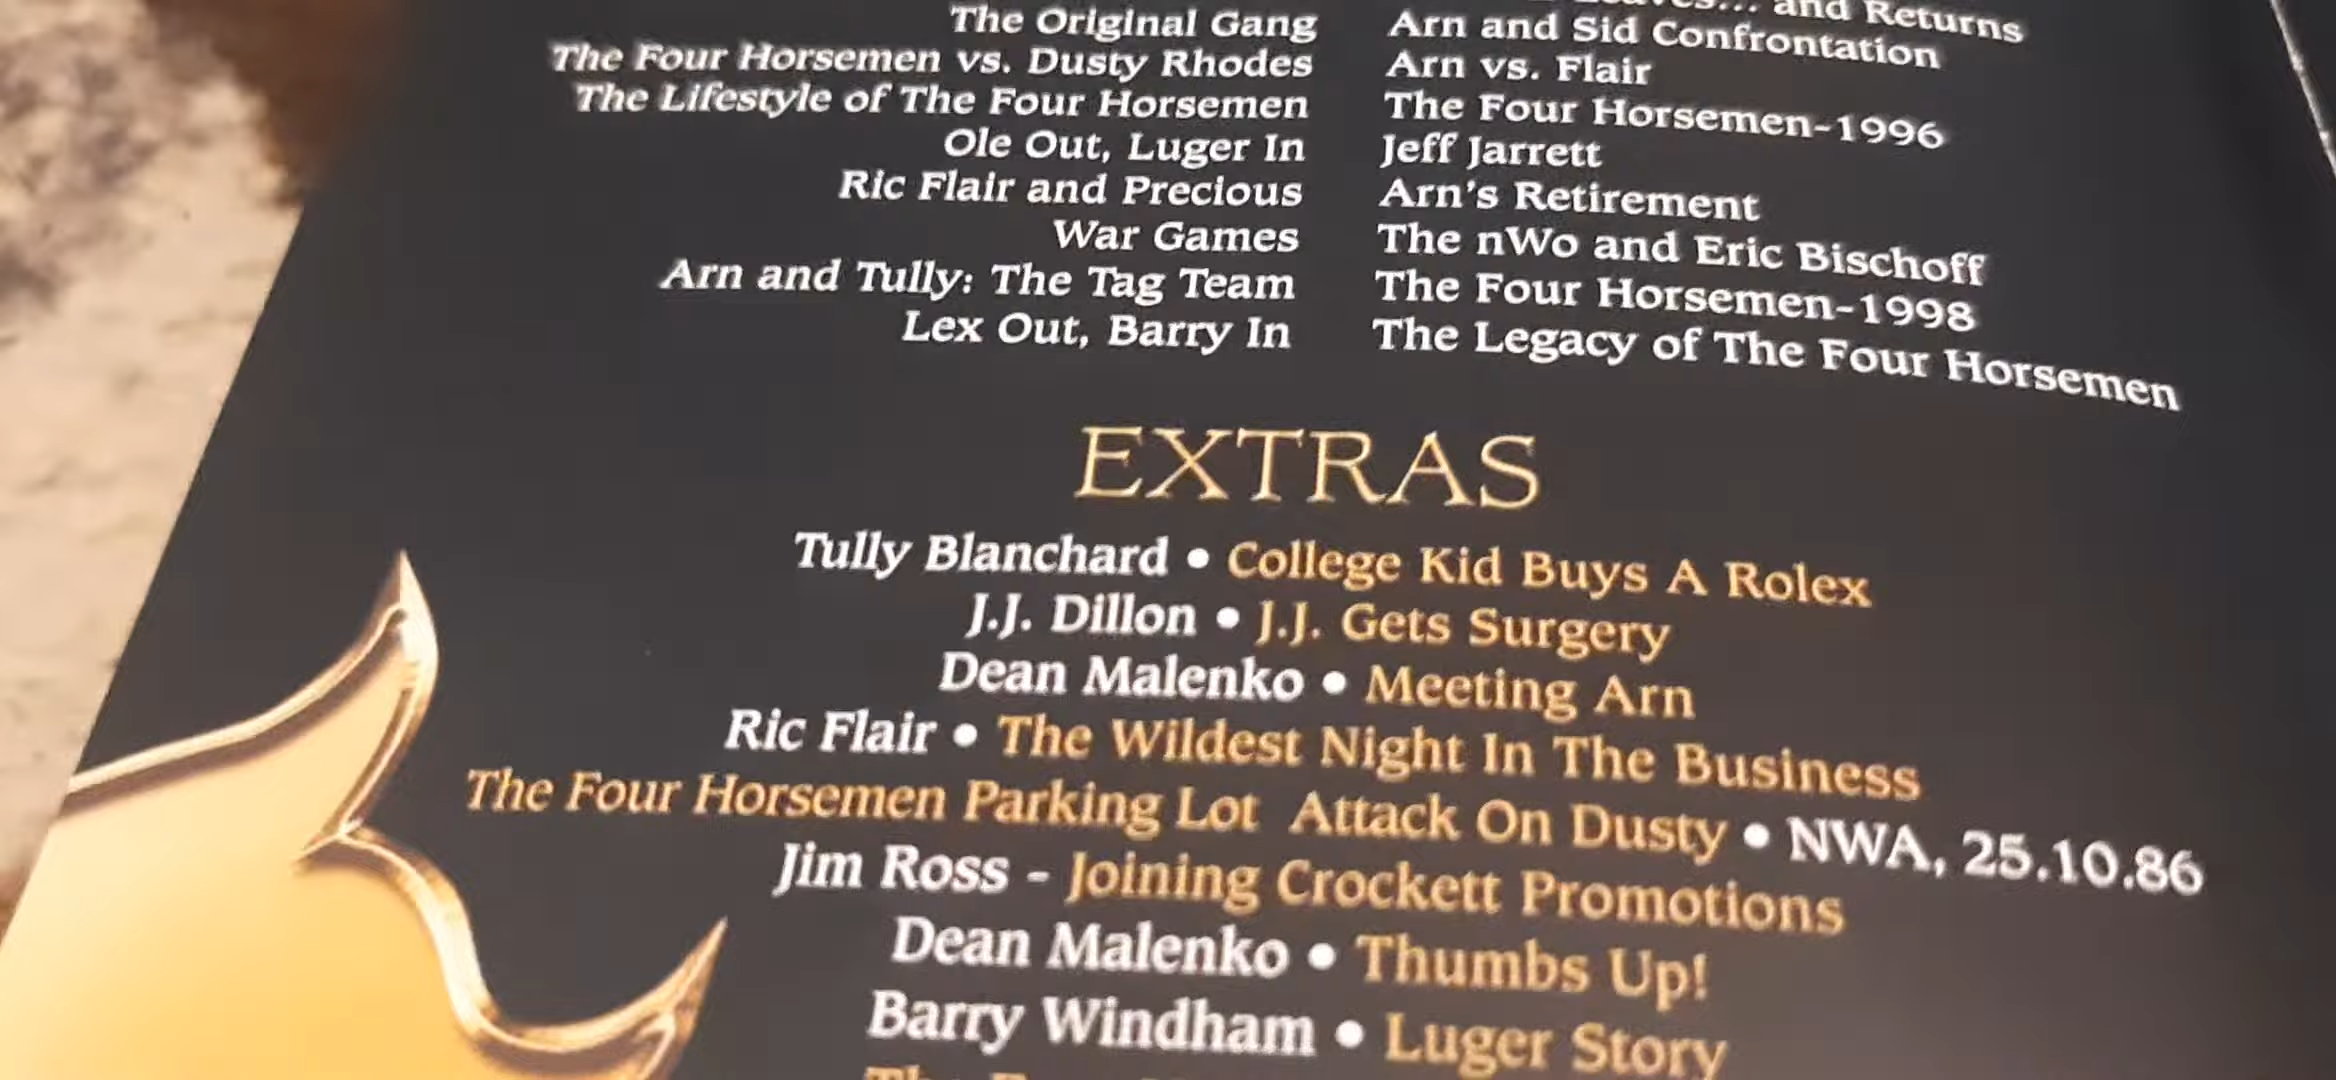 and Returns
The Original Gang
The Four Horsemen vs. Dusty Rhodes
The Lifestyle of The Four Horsemen
Ole Out, Luger In
Ric Flair and Precious
War Games
Arn and Tully: The Tag Team
Lex Out, Barry In
Arn and Sid Confrontation
Arn vs. Flair
The Four Horsemen-1996
Jeff Jarrett
Arn's Retirement
The nWo and Eric Bischoff
The Four Horsemen-1998
The Legacy of The Four Horsemen
EXTRAS
Tully Blanchard • College Kid Buys A Rolex
J.J. Dillon • J.J. Gets Surgery
Dean Malenko • Meeting Arn
Ric Flair • The Wildest Night In The Business
The Four Horsemen Parking Lot Attack On Dusty • NWA, 25.10.86
Jim Ross - Joining Crockett Promotions
Dean Malenko • Thumbs Up!
Barry Windham • Luger Story